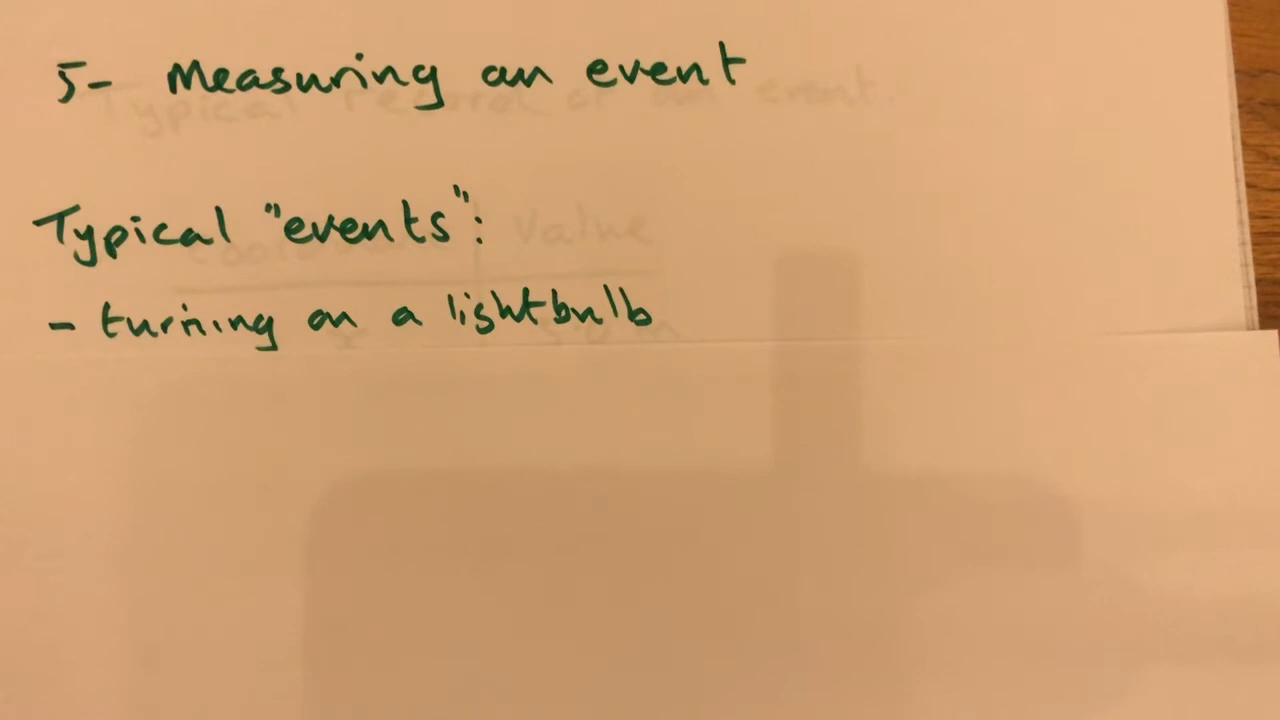 5- Measuring an event
Typical "events":
- turning on a lightbulb